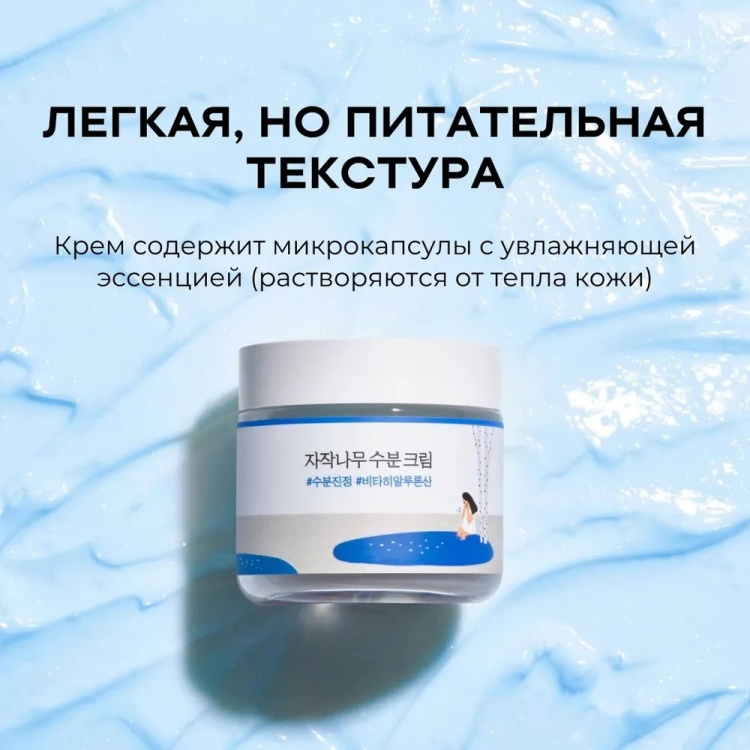 ЛЕГКАЯ, НО ПИТАТЕЛЬНАЯ
ТЕКСТУРА
Крем содержит микрокапсулы с увлажняющей
эссенцией (растворяются от тепла кожи)
자작나무 수분 크림
#수분진정 #비타히알루론산